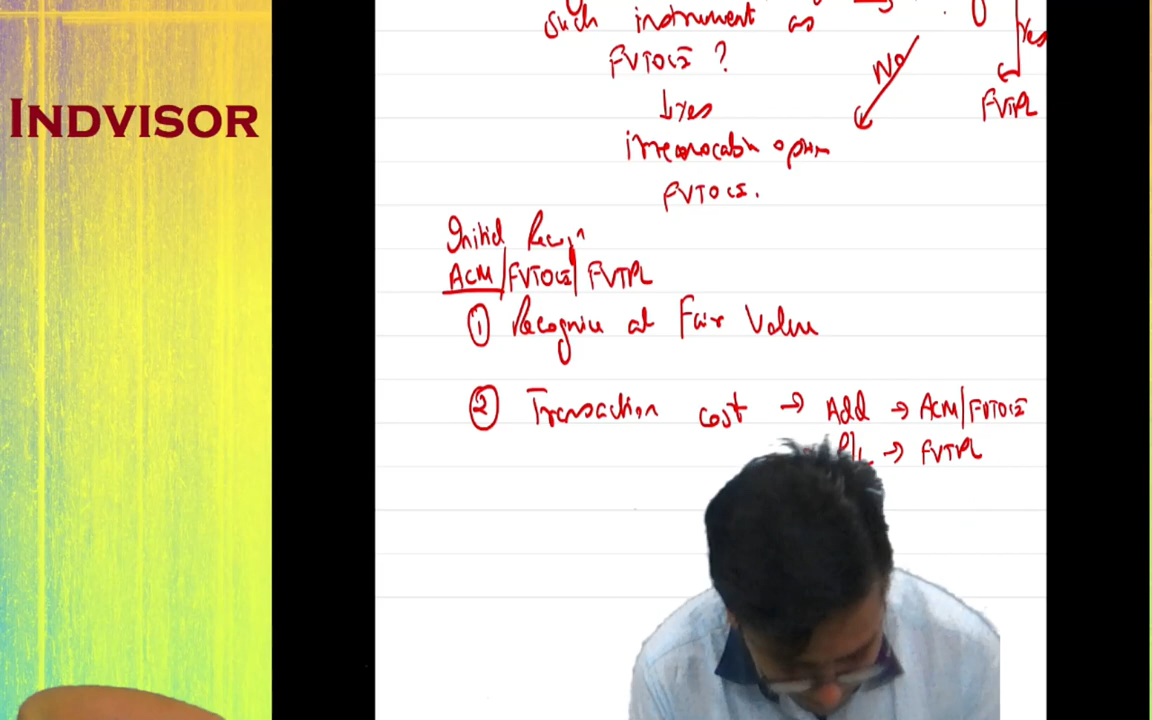 INDVISOR
Such instrument as
FVTOCI ?
No
Yes
FVTPL
↓Yes
irrevocable option
FVTOCI.
Initial Recgn
ACM/FVTOCI/FVTPL
① Recognise at Fair Value
② Transaction cost → Add → ACM/FVTOCI
P/L → FVTPL